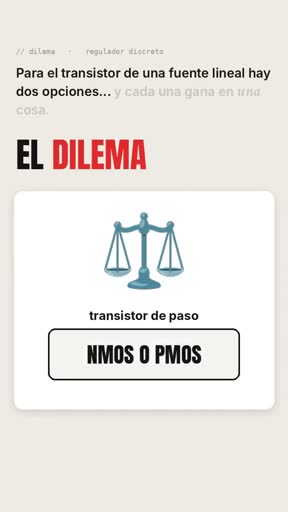 // dilema · regulador discreto
Para el transistor de una fuente lineal hay
dos opciones... y cada una gana en una
cosa.
EL DILEMA
transistor de paso
NMOS O PMOS